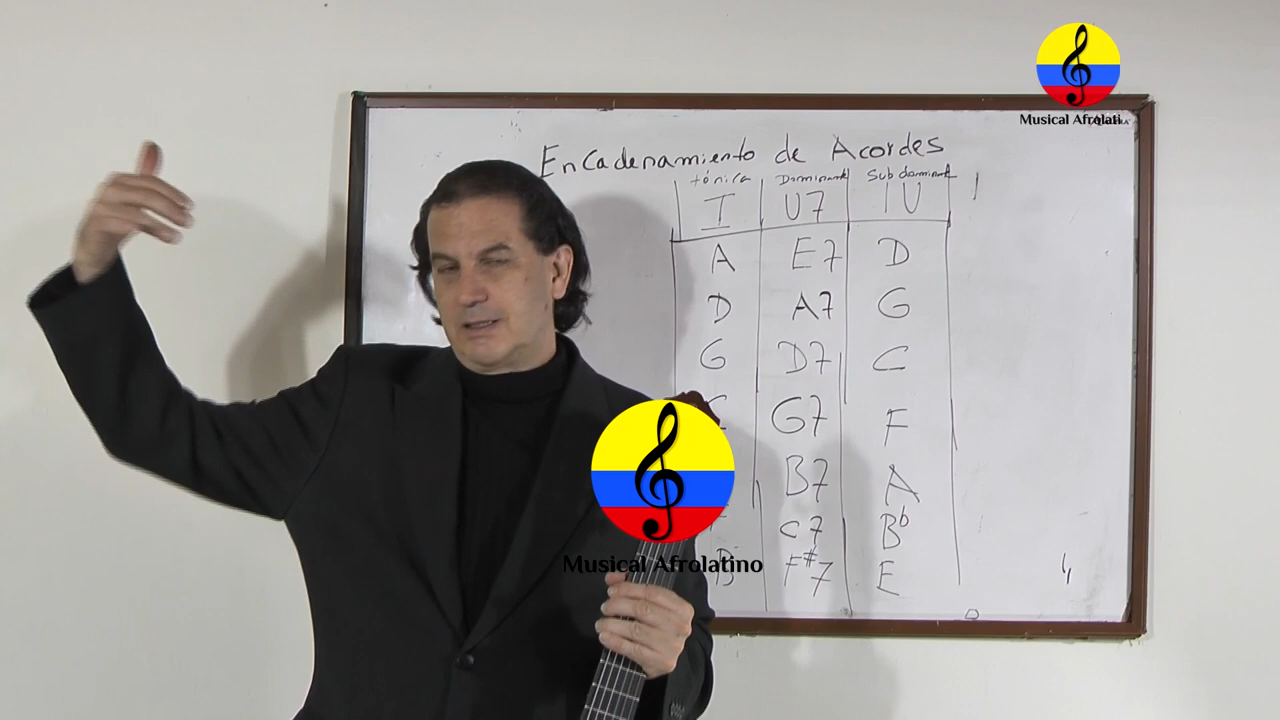 Musical Afrolati
Encadenamiento de Acordes
tónica Dominante Subdominante
I V7 IV
A E7 D
D A7 G
G D7 C
G7 F
B7 A
C7 Bb
B F#7 E
Musical Afrolatino